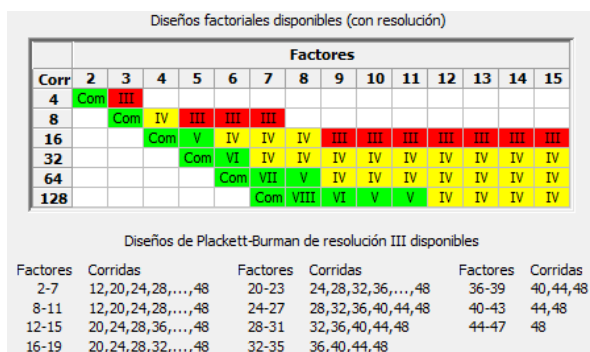 Diseños factoriales disponibles (con resolución)
Factores
Corr 2 3 4 5 6 7 8 9 10 11 12 13 14 15
4 Com III
8 Com IV III III III
16 Com V IV IV IV III III III III III III III
32 Com VI IV IV IV IV IV IV IV IV IV
64 Com VII V IV IV IV IV IV IV IV
128 Com VIII VI V V IV IV IV IV
Diseños de Plackett-Burman de resolución III disponibles
Factores Corridas Factores Corridas Factores Corridas
2-7 12,20,24,28,...,48 20-23 24,28,32,36,...,48 36-39 40,44,48
8-11 12,20,24,28,...,48 24-27 28,32,36,40,44,48 40-43 44,48
12-15 20,24,28,36,...,48 28-31 32,36,40,44,48 44-47 48
16-19 20,24,28,32,...,48 32-35 36,40,44,48